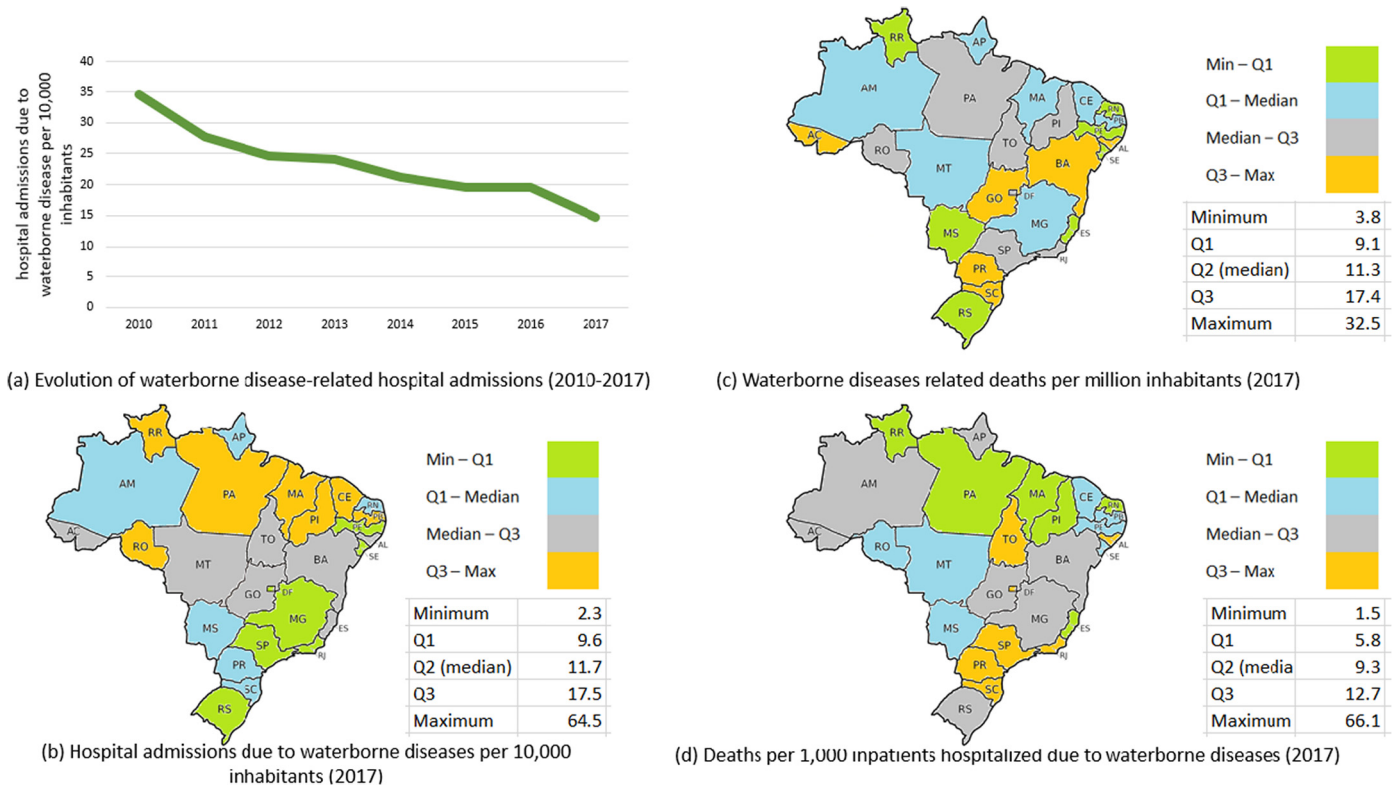 hospital admissions due to
waterborne disease per 10,000
inhabitants
40
35
30
25
20
15
10
5
0
2010 2011 2012 2013 2014 2015 2016 2017
(a) Evolution of waterborne disease-related hospital admissions (2010-2017)
RR
AP
AM
PA
MA
CE
RN
PB
PI
PE
AC
AL
SE
RO
TO
BA
MT
DF
GO
MG
MS
ES
SP
RJ
PR
SC
RS
Min – Q1
Q1 – Median
Median – Q3
Q3 – Max
Minimum 3.8
Q1 9.1
Q2 (median) 11.3
Q3 17.4
Maximum 32.5
(c) Waterborne diseases related deaths per million inhabitants (2017)
RR
AP
AM
PA
MA
CE
RN
PB
PI
PE
AC
AL
SE
RO
TO
BA
MT
DF
GO
MG
MS
ES
SP
RJ
PR
SC
RS
Min – Q1
Q1 – Median
Median – Q3
Q3 – Max
Minimum 2.3
Q1 9.6
Q2 (median) 11.7
Q3 17.5
Maximum 64.5
(b) Hospital admissions due to waterborne diseases per 10,000
inhabitants (2017)
RR
AP
AM
PA
MA
CE
RN
PB
PI
PE
AC
AL
SE
RO
TO
BA
MT
DF
GO
MG
MS
ES
SP
RJ
PR
SC
RS
Min – Q1
Q1 – Median
Median – Q3
Q3 – Max
Minimum 1.5
Q1 5.8
Q2 (media 9.3
Q3 12.7
Maximum 66.1
(d) Deaths per 1,000 inpatients hospitalized due to waterborne diseases (2017)